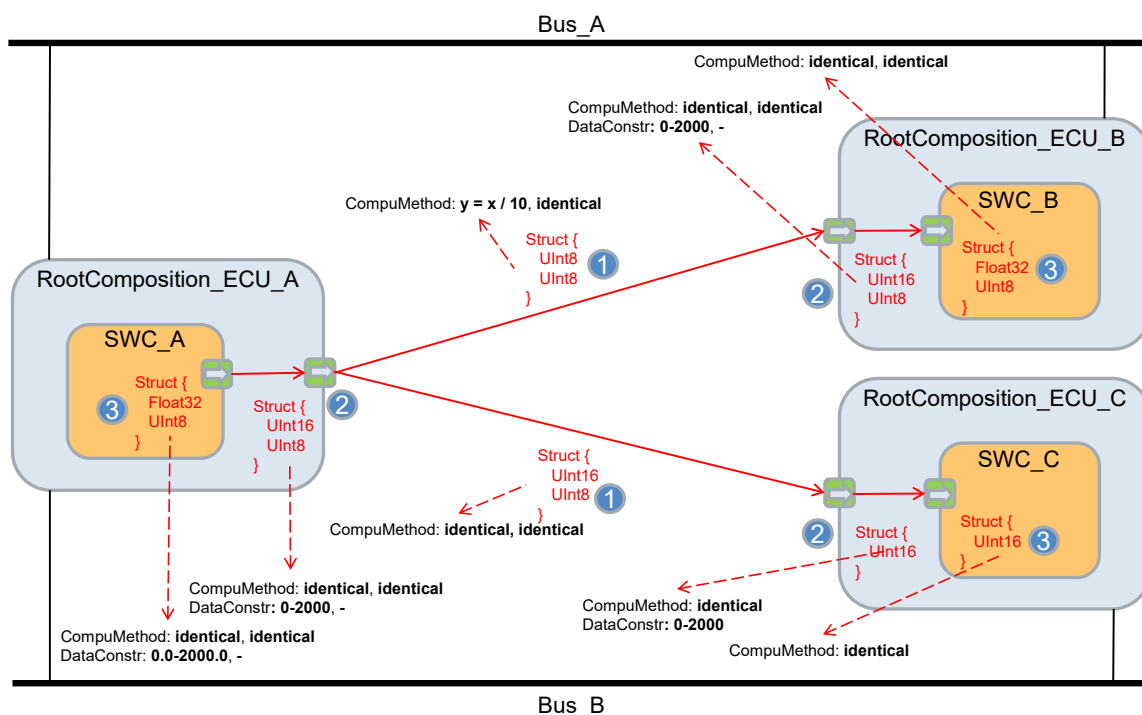 Bus_A
CompuMethod: identical, identical
CompuMethod: identical, identical
DataConstr: 0-2000, -
RootComposition_ECU_B
SWC_B
CompuMethod: y = x / 10, identical
Struct {
UInt8
UInt8
}
1
Struct {
UInt16
UInt8
}
2
Struct {
Float32
UInt8
}
3
RootComposition_ECU_A
SWC_A
Struct {
Float32
UInt8
}
3
Struct {
UInt16
UInt8
}
2
RootComposition_ECU_C
SWC_C
Struct {
UInt16
UInt8
}
1
CompuMethod: identical, identical
2
Struct {
UInt16
}
Struct {
UInt16
}
3
CompuMethod: identical, identical
DataConstr: 0-2000, -
CompuMethod: identical
DataConstr: 0-2000
CompuMethod: identical, identical
DataConstr: 0.0-2000.0, -
CompuMethod: identical
Bus_B